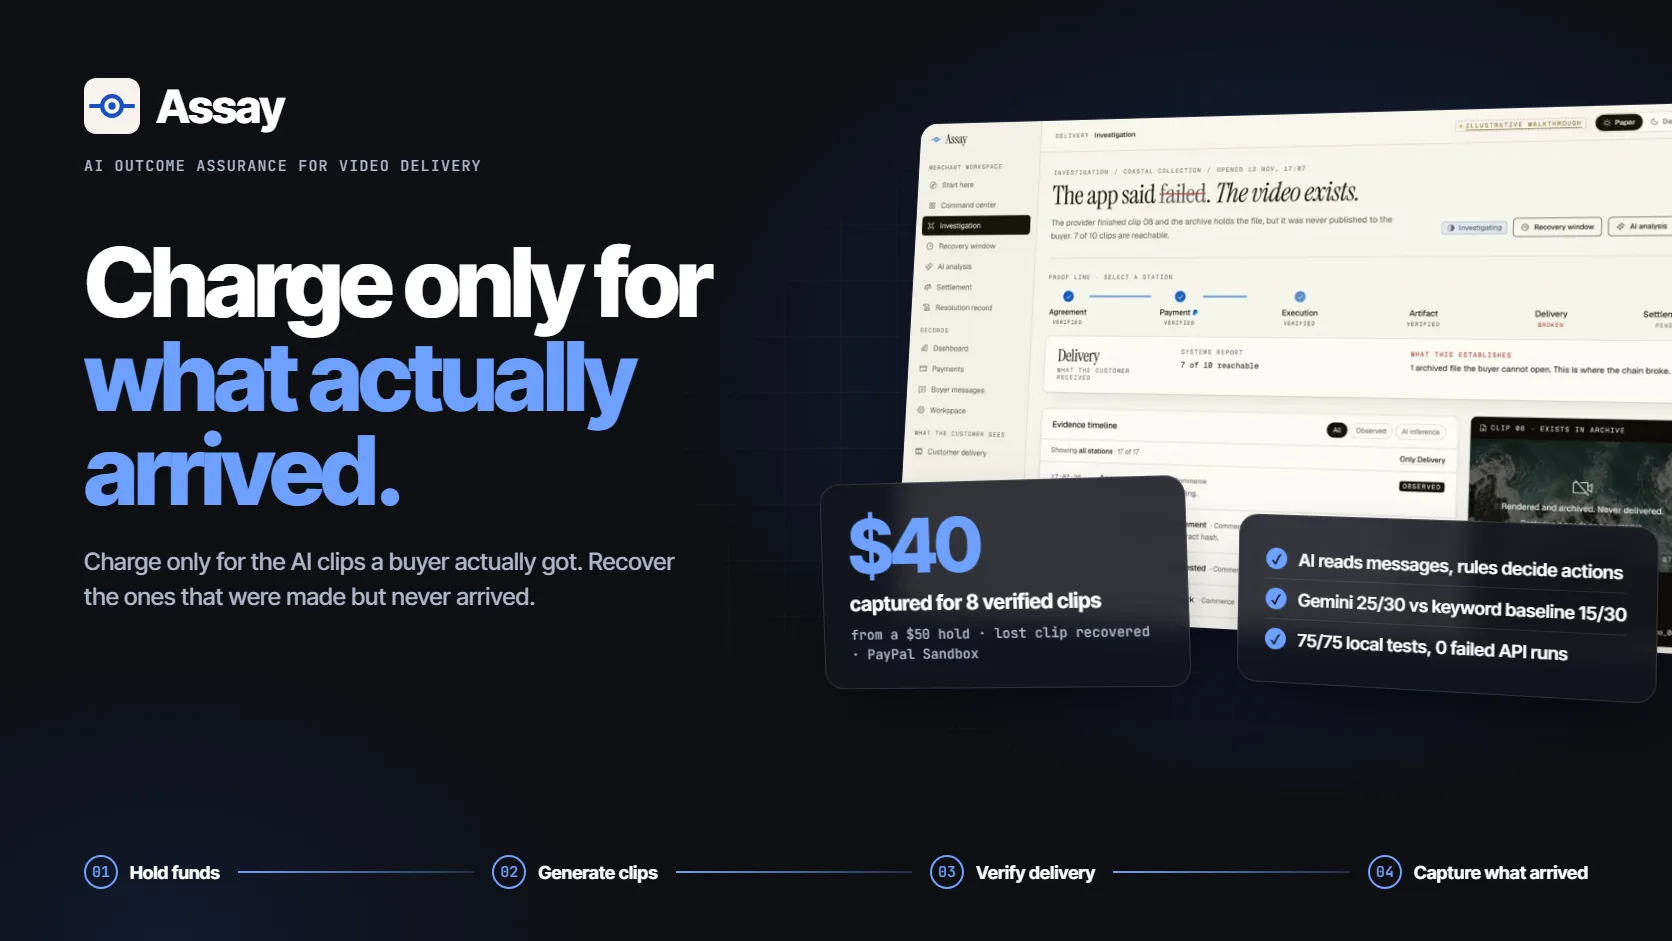 Assay
AI OUTCOME ASSURANCE FOR VIDEO DELIVERY
Charge only for
what actually
arrived.
Charge only for the AI clips a buyer actually got. Recover
the ones that were made but never arrived.
Assay
MERCHANT WORKSPACE
Start here
Command center
Investigation
Recovery window
AI analysis
Settlement
Resolution record
RECORDS
Dashboard
Payments
Buyer messages
Workspace
WHAT THE CUSTOMER SEES
Customer delivery
DELIVERY Investigation
ILLUSTRATIVE WALKTHROUGH
Paper
INVESTIGATION / COASTAL COLLECTION / OPENED 12 NOV, 17:07
The app said failed. The video exists.
The provider finished clip 08 and the archive holds the file, but it was never published to the
buyer. 7 of 10 clips are reachable.
Investigating
Recovery window
AI analysis
PROOF LINE · SELECT A STATION
Agreement
VERIFIED
Payment
VERIFIED
Execution
VERIFIED
Artifact
VERIFIED
Delivery
BROKEN
Delivery
WHAT THE CUSTOMER
RECEIVED
SYSTEMS REPORT
7 of 10 reachable
WHAT THIS ESTABLISHES
1 archived file the buyer cannot open. This is where the chain broke.
Evidence timeline
All
Observed
AI inference
Showing all stations · 17 of 17
Only Delivery
OBSERVED
CLIP 08 · EXISTS IN ARCHIVE
Rendered and archived. Never delivered.
$40
captured for 8 verified clips
from a $50 hold · lost clip recovered
· PayPal Sandbox
AI reads messages, rules decide actions
Gemini 25/30 vs keyword baseline 15/30
75/75 local tests, 0 failed API runs
01 Hold funds
02 Generate clips
03 Verify delivery
04 Capture what arrived